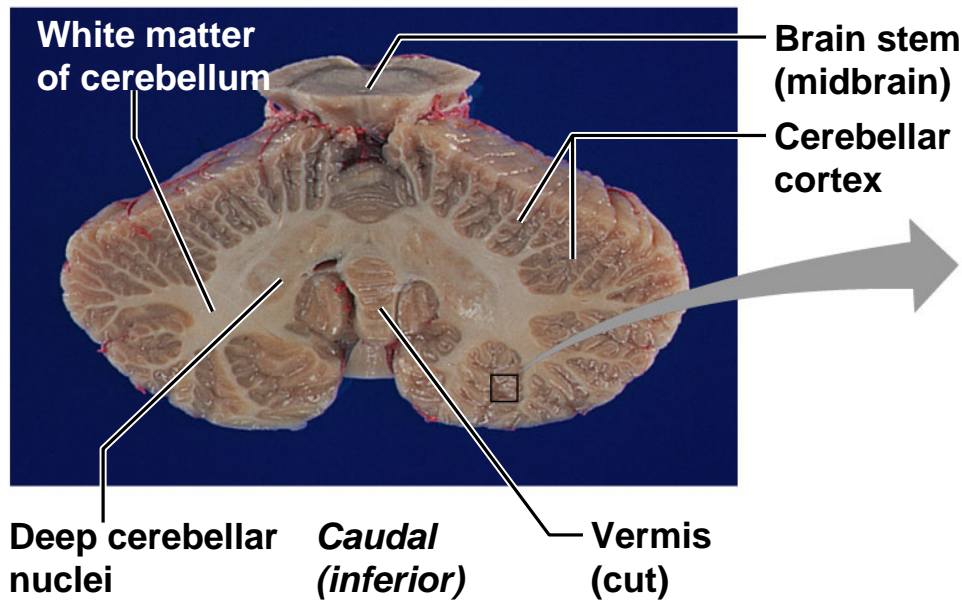 White matter
of cerebellum
Brain stem
(midbrain)
Cerebellar
cortex
Deep cerebellar
nuclei
Caudal
(inferior)
Vermis
(cut)